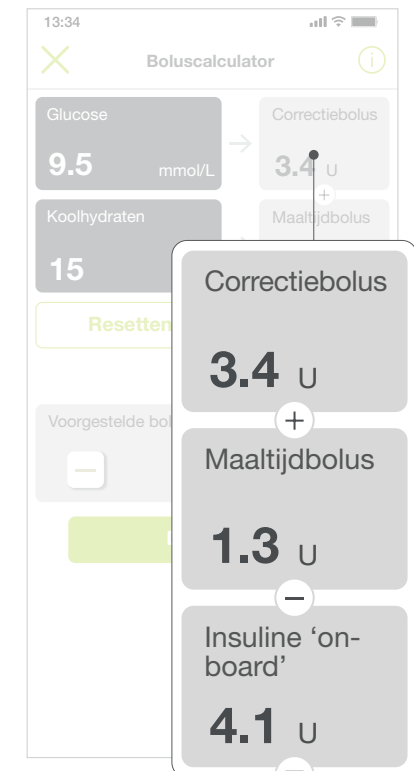 13:34
Boluscalculator
Glucose
Correctiebolus
9.5 mmol/L
3.4 U
+
Koolhydraten
Maaltijdbolus
15
Resetten
Voorgestelde bol
Correctiebolus
3.4 U
+
Maaltijdbolus
1.3 U
−
Insuline ‘on-
board’
4.1 U